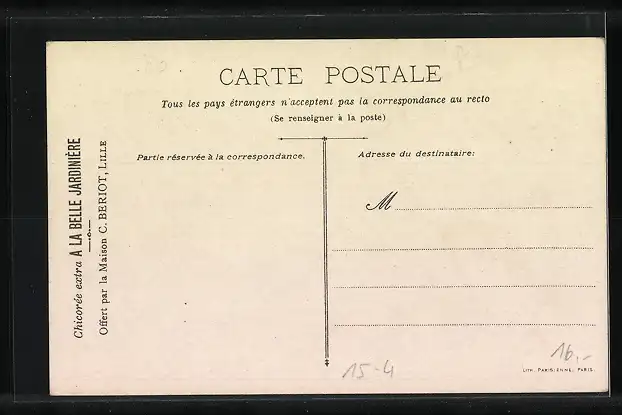 CARTE POSTALE
Tous les pays étrangers n'acceptent pas la correspondance au recto
(Se renseigner à la poste)
Partie réservée à la correspondance.
Adresse du destinataire:
M
Chicorée extra A LA BELLE JARDINIÈRE
Offert par la Maison C. BERIOT, LILLE
15-4
16,-
LITH. PARISIENNE, PARIS.